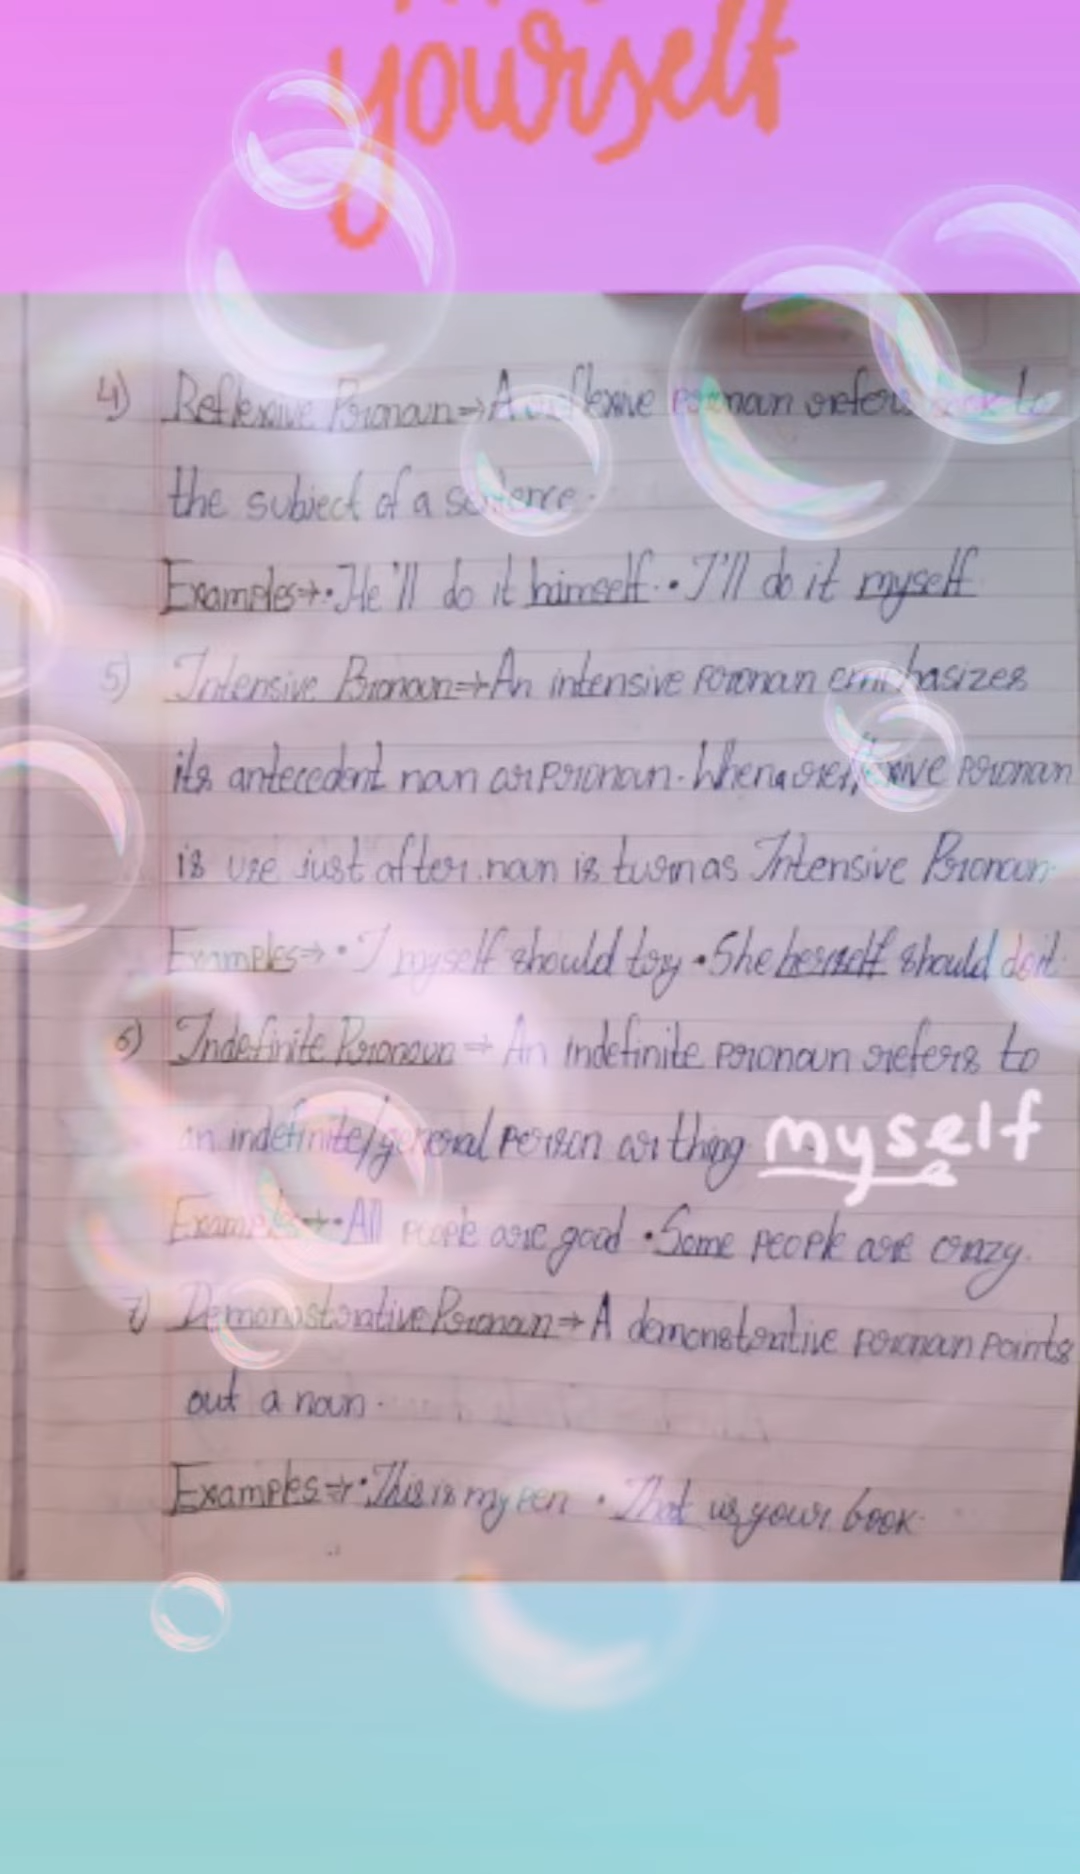 yourself
4) Reflexive Pronoun → A reflexive pronoun refers back to
the subject of a sentence.
Examples → • He'll do it himself. • I'll do it myself
5) Intensive Pronoun → An intensive pronoun emphasizes
its antecedent noun or pronoun. When a reflexive pronoun
is use just after noun is turn as Intensive Pronoun
Examples → • I myself should try • She herself should do it.
6) Indefinite Pronoun → An indefinite pronoun refers to
an indefinite/general person or thing
myself
Examples → • All people are good • Some people are crazy.
7) Demonstrative Pronoun → A demonstrative pronoun points
out a noun.
Examples → • This is my pen • That is your book.